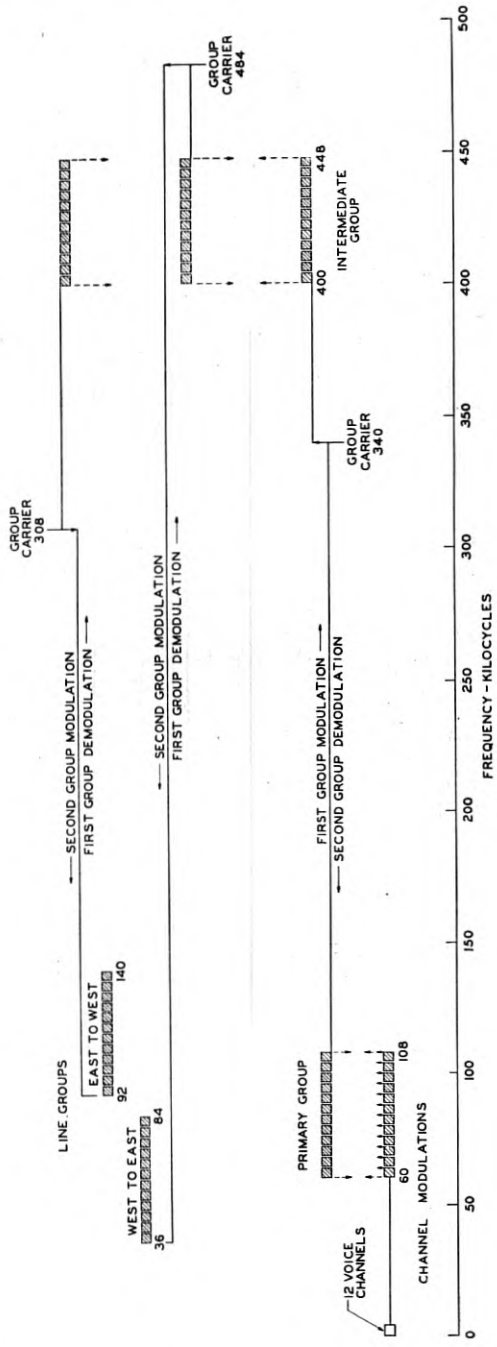 LINE GROUPS
EAST TO WEST
92
140
SECOND GROUP MODULATION
FIRST GROUP DEMODULATION
GROUP
CARRIER
308
WEST TO EAST
36
84
SECOND GROUP MODULATION
FIRST GROUP DEMODULATION
GROUP
CARRIER
484
PRIMARY GROUP
FIRST GROUP MODULATION
SECOND GROUP DEMODULATION
GROUP
CARRIER
340
400
448
INTERMEDIATE
GROUP
12 VOICE
CHANNELS
60
108
CHANNEL MODULATIONS
0
50
100
150
200
250
300
350
400
450
500
FREQUENCY-KILOCYCLES